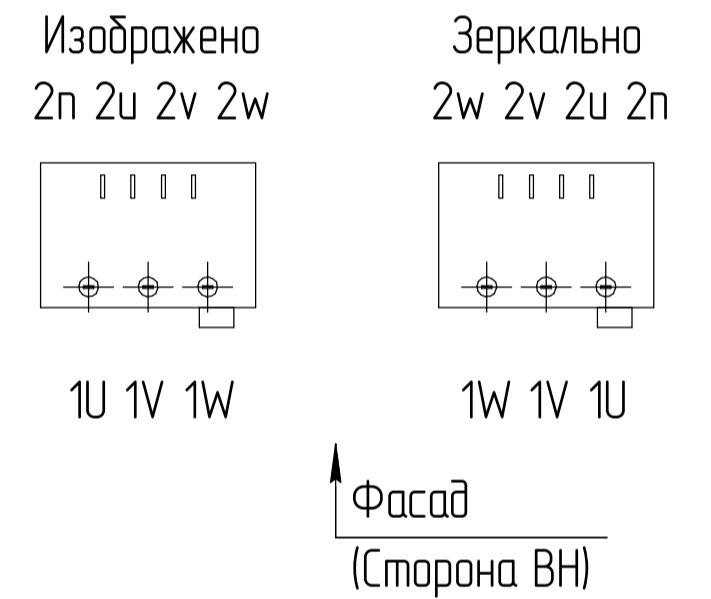 Изображено
2n 2u 2v 2w
1U 1V 1W
Зеркально
2w 2v 2u 2n
1W 1V 1U
Фасад
(Сторона ВН)